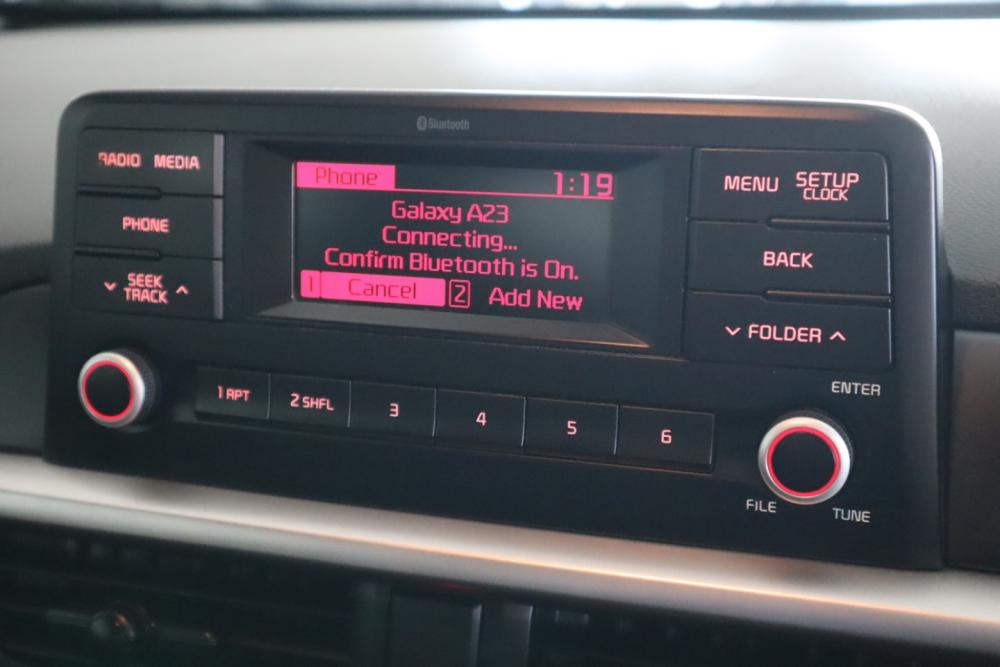 Bluetooth
RADIO MEDIA
PHONE
SEEK
TRACK
Phone 1:19
Galaxy A23
Connecting...
Confirm Bluetooth is On.
1 Cancel 2 Add New
MENU SETUP
CLOCK
BACK
FOLDER
1 RPT 2 SHFL 3 4 5 6
ENTER
FILE TUNE